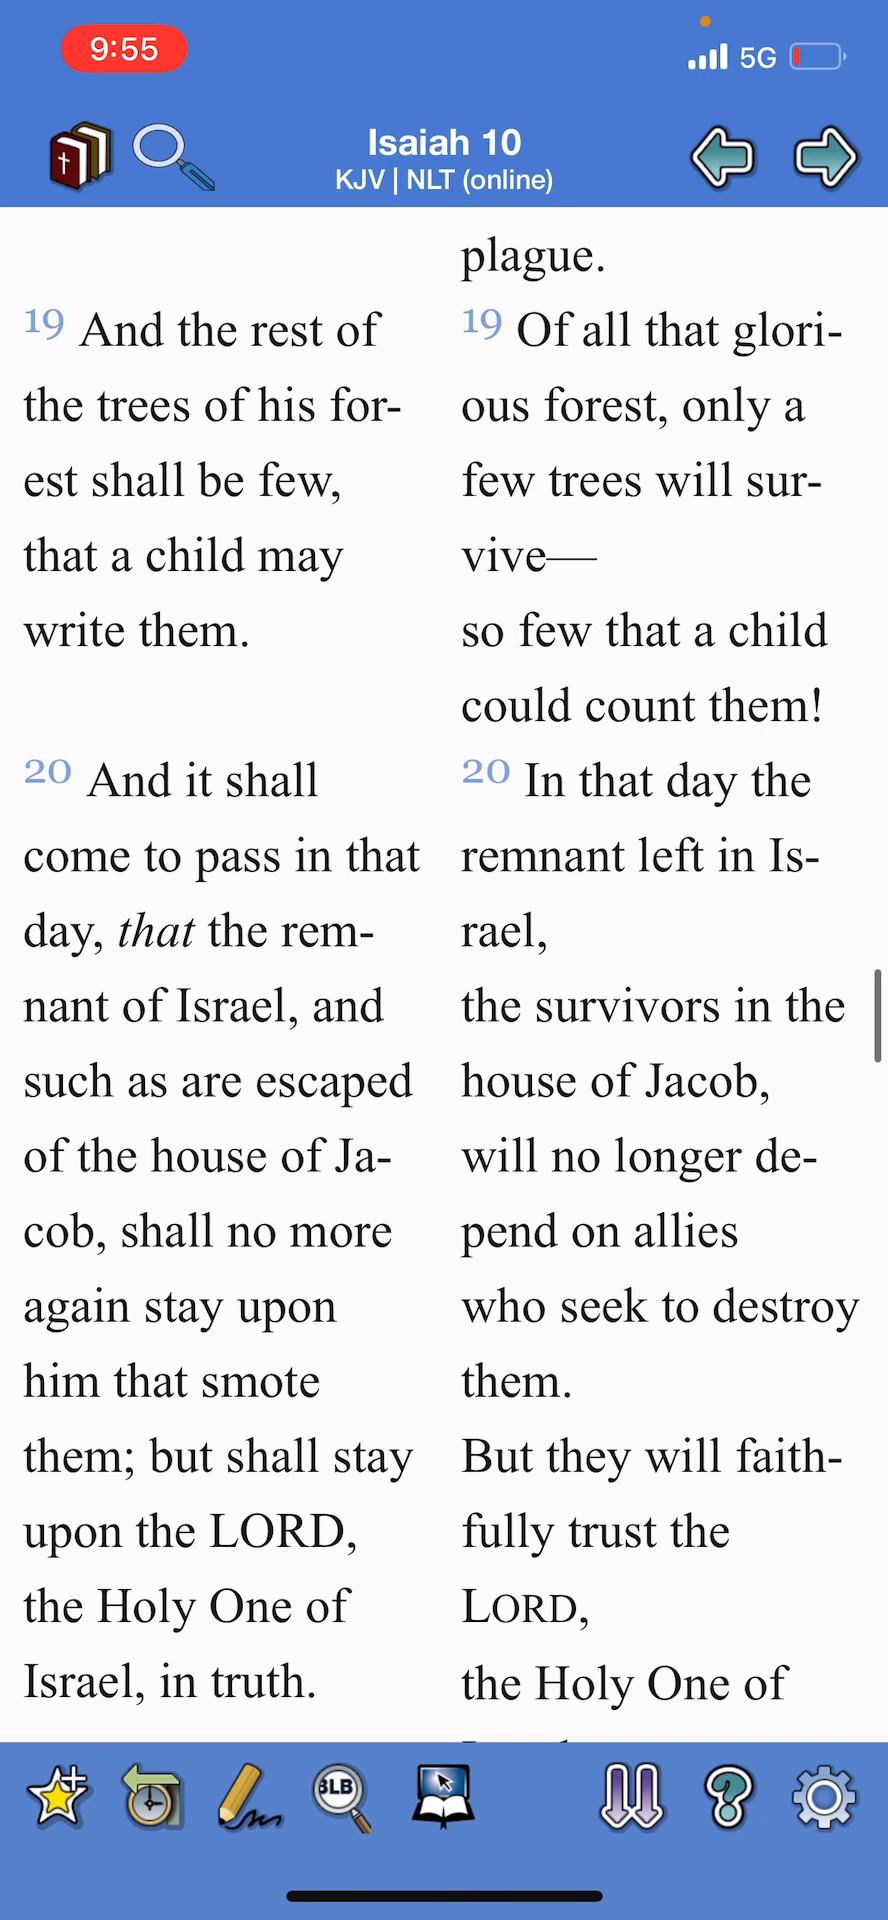 9:55
5G
Isaiah 10
KJV | NLT (online)
19 And the rest of
the trees of his for-
est shall be few,
that a child may
write them.
20 And it shall
come to pass in that
day, that the rem-
nant of Israel, and
such as are escaped
of the house of Ja-
cob, shall no more
again stay upon
him that smote
them; but shall stay
upon the LORD,
the Holy One of
Israel, in truth.
plague.
19 Of all that glori-
ous forest, only a
few trees will sur-
vive—
so few that a child
could count them!
20 In that day the
remnant left in Is-
rael,
the survivors in the
house of Jacob,
will no longer de-
pend on allies
who seek to destroy
them.
But they will faith-
fully trust the
LORD,
the Holy One of
BLB